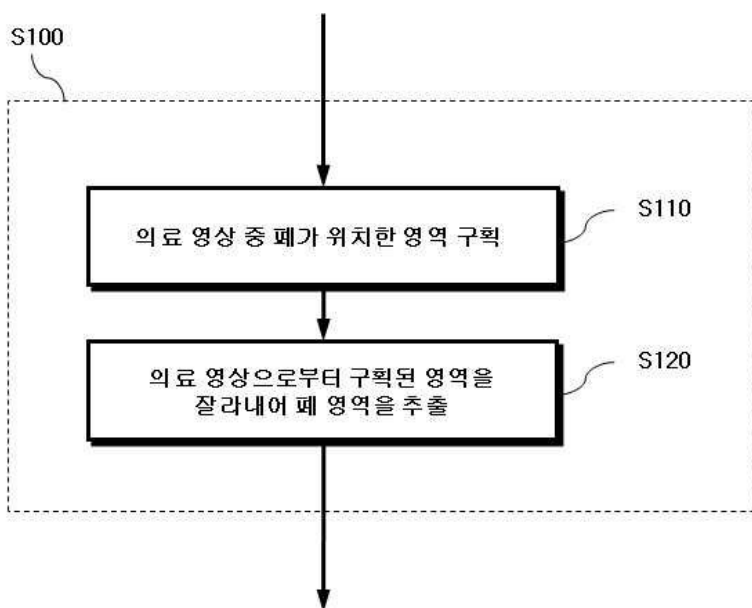 S100
의료 영상 중 폐가 위치한 영역 구획
S110
의료 영상으로부터 구획된 영역을
잘라내어 폐 영역을 추출
S120